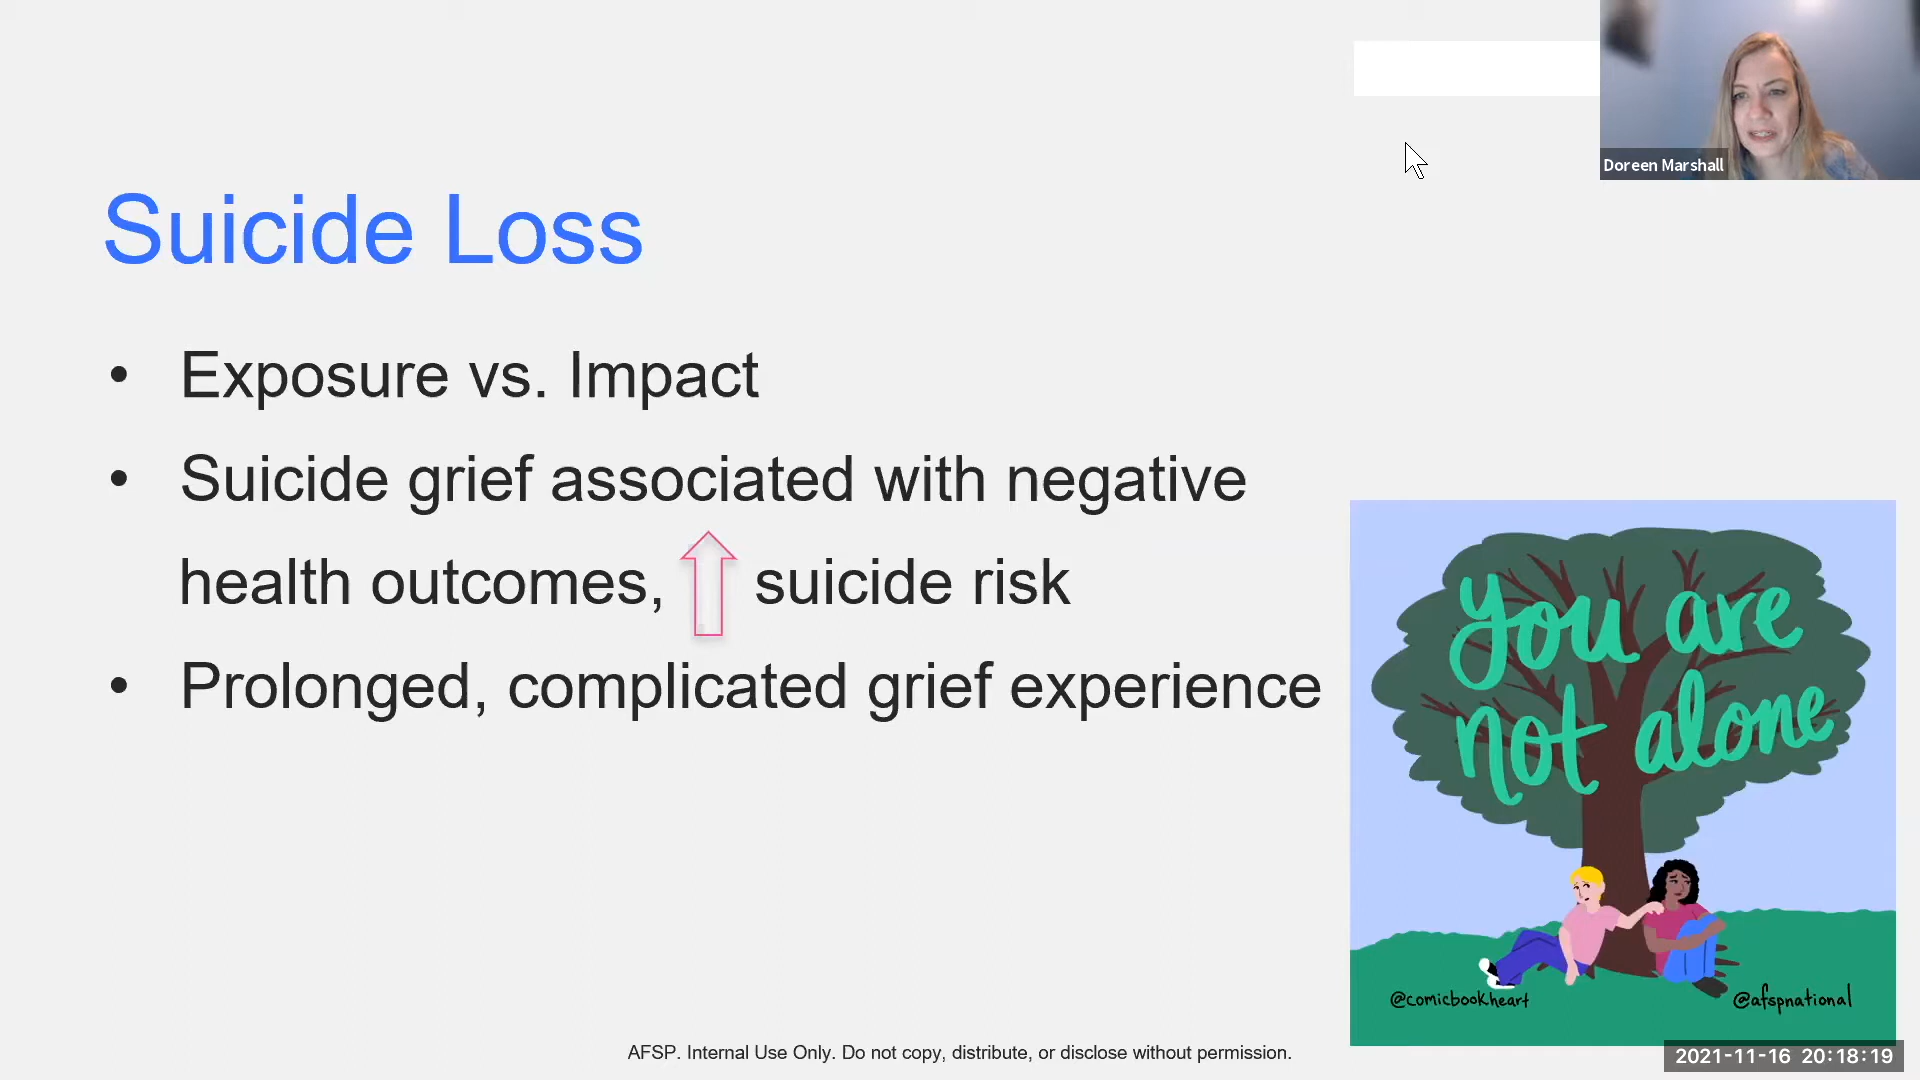 Doreen Marshall
Suicide Loss
• Exposure vs. Impact
• Suicide grief associated with negative
health outcomes, suicide risk
• Prolonged, complicated grief experience
you are
not alone
@comicbookheart
@afspnational
AFSP. Internal Use Only. Do not copy, distribute, or disclose without permission.
2021-11-16 20:18:19